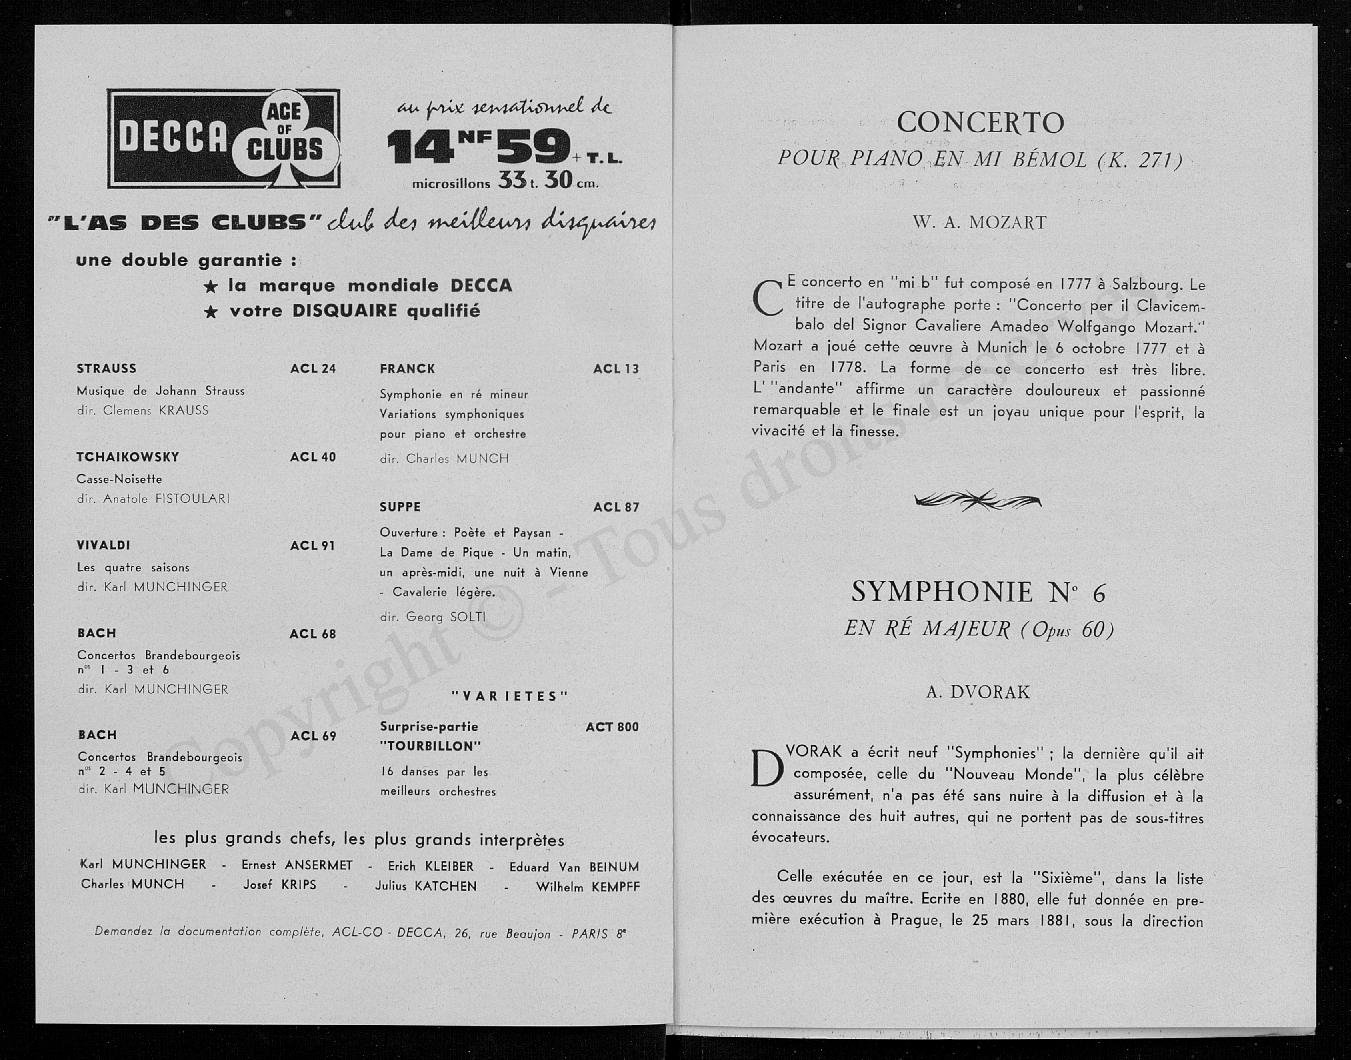 DECCA
ACE
OF
CLUBS
au prix sensationnel de
14 NF 59 + T. L.
microsillons 33 t. 30 cm.
"L'AS DES CLUBS" club des meilleurs disquaires
une double garantie :
★ la marque mondiale DECCA
★ votre DISQUAIRE qualifié
STRAUSS ACL 24
Musique de Johann Strauss
dir. Clemens KRAUSS
TCHAIKOWSKY ACL 40
Casse-Noisette
dir. Anatole FISTOULARI
VIVALDI ACL 91
Les quatre saisons
dir. Karl MUNCHINGER
BACH ACL 68
Concertos Brandebourgeois
nos 1 - 3 et 6
dir. Karl MUNCHINGER
BACH ACL 69
Concertos Brandebourgeois
nos 2 - 4 et 5
dir. Karl MUNCHINGER
FRANCK ACL 13
Symphonie en ré mineur
Variations symphoniques
pour piano et orchestre
dir. Charles MUNCH
SUPPE ACL 87
Ouverture : Poète et Paysan -
La Dame de Pique - Un matin,
un après-midi, une nuit à Vienne
- Cavalerie légère.
dir. Georg SOLTI
"VARIETES"
Surprise-partie ACT 800
"TOURBILLON"
16 danses par les
meilleurs orchestres
les plus grands chefs, les plus grands interprètes
Karl MUNCHINGER - Ernest ANSERMET - Erich KLEIBER - Eduard Van BEINUM
Charles MUNCH - Josef KRIPS - Julius KATCHEN - Wilhelm KEMPFF
Demandez la documentation complète, ACL-CO - DECCA, 26, rue Beaujon - PARIS 8e
CONCERTO
POUR PIANO EN MI BÉMOL (K. 271)
W. A. MOZART
CE concerto en "mi b" fut composé en 1777 à Salzbourg. Le
titre de l'autographe porte : "Concerto per il Clavicem-
balo del Signor Cavaliere Amadeo Wolfgango Mozart."
Mozart a joué cette œuvre à Munich le 6 octobre 1777 et à
Paris en 1778. La forme de ce concerto est très libre.
L' "andante" affirme un caractère douloureux et passionné
remarquable et le finale est un joyau unique pour l'esprit, la
vivacité et la finesse.
SYMPHONIE No 6
EN RÉ MAJEUR (Opus 60)
A. DVORAK
DVORAK a écrit neuf "Symphonies" ; la dernière qu'il ait
composée, celle du "Nouveau Monde", la plus célèbre
assurément, n'a pas été sans nuire à la diffusion et à la
connaissance des huit autres, qui ne portent pas de sous-titres
évocateurs.
Celle exécutée en ce jour, est la "Sixième", dans la liste
des œuvres du maître. Ecrite en 1880, elle fut donnée en pre-
mière exécution à Prague, le 25 mars 1881, sous la direction
Copyright © - Tous droits réservés